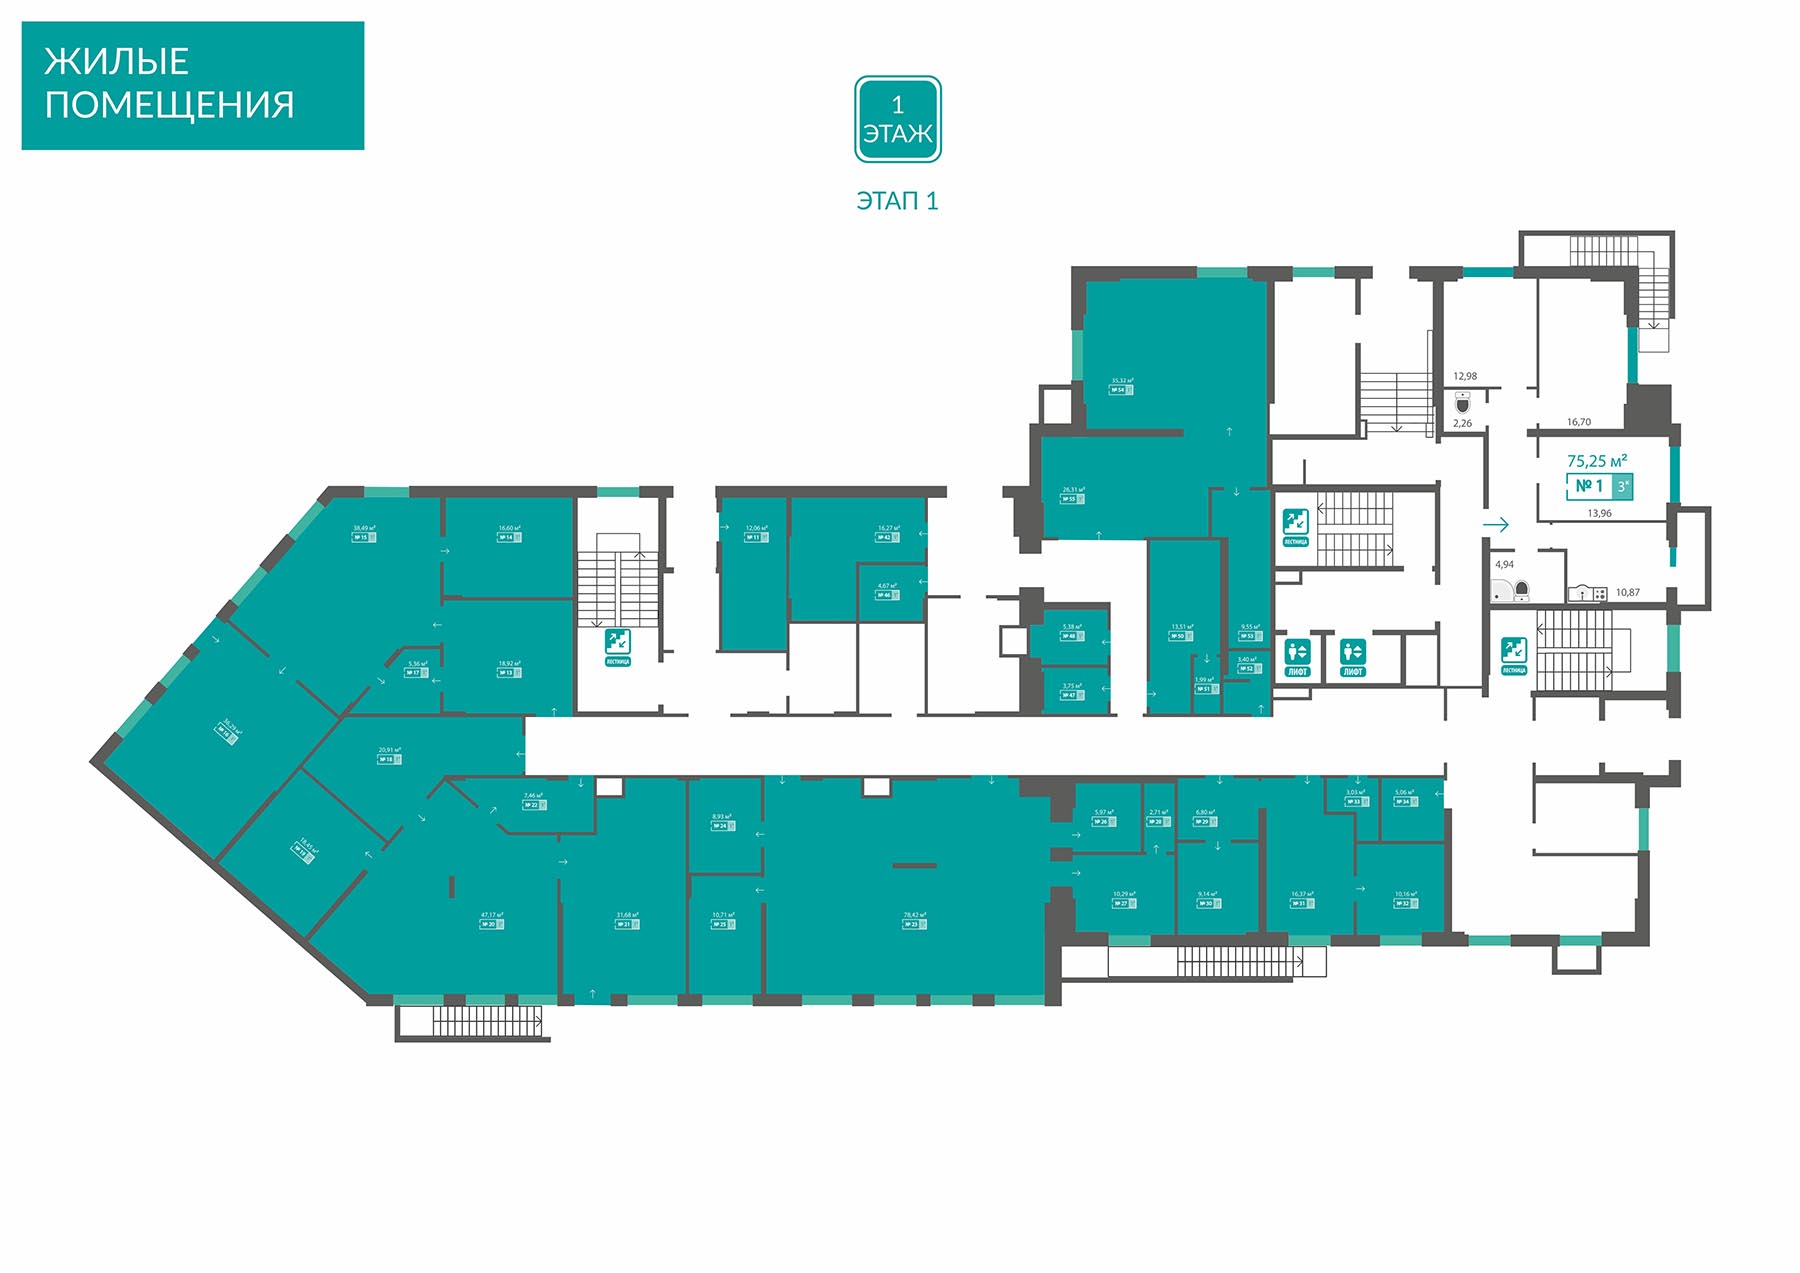 ЖИЛЫЕ
ПОМЕЩЕНИЯ
1
ЭТАЖ
ЭТАП 1
35,32 м²
№ 54
12,98
2,26
16,70
75,25 м²
№ 1 3ᴷ
13,96
4,94
10,87
26,31 м²
№ 55
38,49 м²
№ 15
16,60 м²
№ 14
12,06 м²
№ 11
16,27 м²
№ 42
4,67 м²
№ 46
ЛЕСТНИЦА
ЛЕСТНИЦА
ЛЕСТНИЦА
ЛИФТ
ЛИФТ
5,38 м²
№ 48
3,75 м²
№ 47
13,51 м²
№ 50
9,55 м²
№ 53
3,40 м²
№ 52
1,99 м²
№ 51
5,36 м²
№ 17
18,92 м²
№ 13
36,29 м²
№ 16
20,91 м²
№ 18
18,45 м²
№ 19
7,46 м²
№ 22
8,93 м²
№ 24
5,97 м²
№ 26
2,71 м²
№ 28
6,80 м²
№ 29
3,03 м²
№ 33
5,06 м²
№ 34
47,17 м²
№ 20
31,68 м²
№ 21
10,71 м²
№ 25
78,42 м²
№ 23
10,29 м²
№ 27
9,14 м²
№ 30
16,37 м²
№ 31
10,16 м²
№ 32